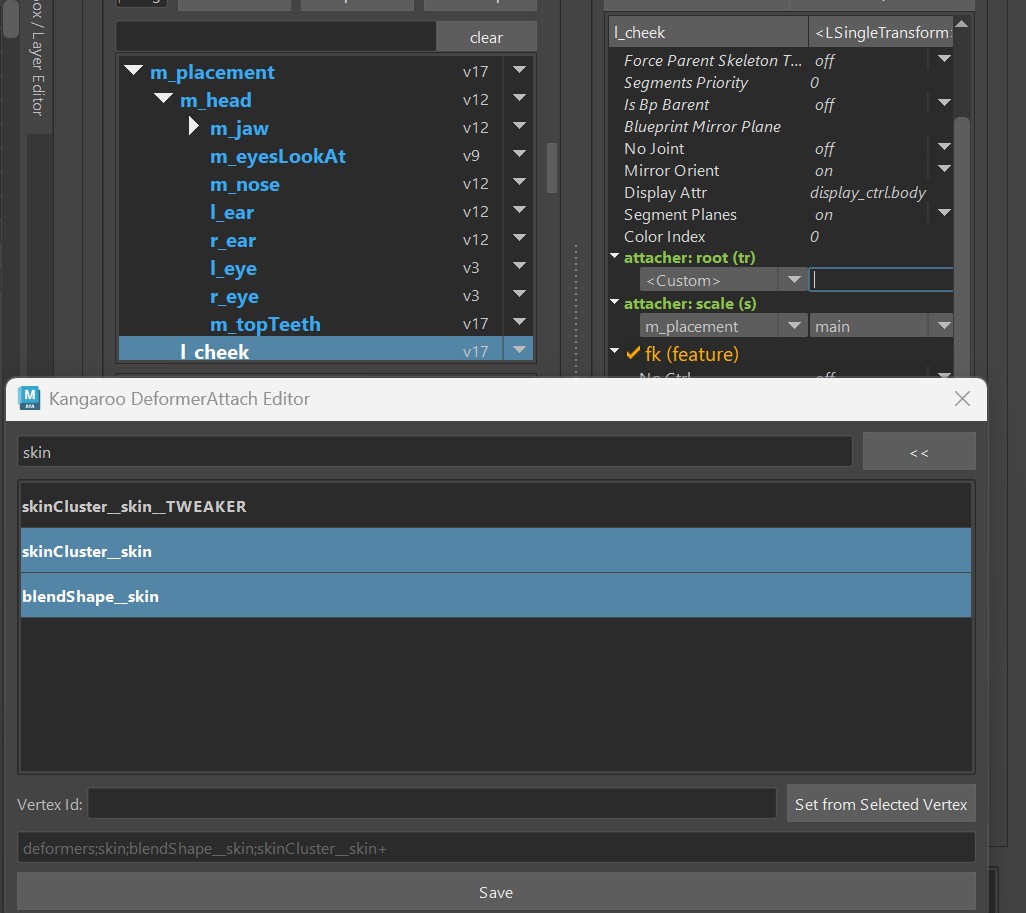 ox / Layer Editor
clear
m_placement v17
m_head v12
m_jaw v12
m_eyesLookAt v9
m_nose v12
l_ear v12
r_ear v12
l_eye v3
r_eye v3
m_topTeeth v17
l_cheek v17
l_cheek <LSingleTransform>
Force Parent Skeleton T... off
Segments Priority 0
Is Bp Barent off
Blueprint Mirror Plane
No Joint off
Mirror Orient on
Display Attr display_ctrl.body
Segment Planes on
Color Index 0
attacher: root (tr)
<Custom>
attacher: scale (s)
m_placement main
fk (feature)
No Ctrl off
M
Kangaroo DeformerAttach Editor
skin <<
skinCluster__skin__TWEAKER
skinCluster__skin
blendShape__skin
Vertex Id: Set from Selected Vertex
deformers;skin;blendShape__skin;skinCluster__skin+
Save